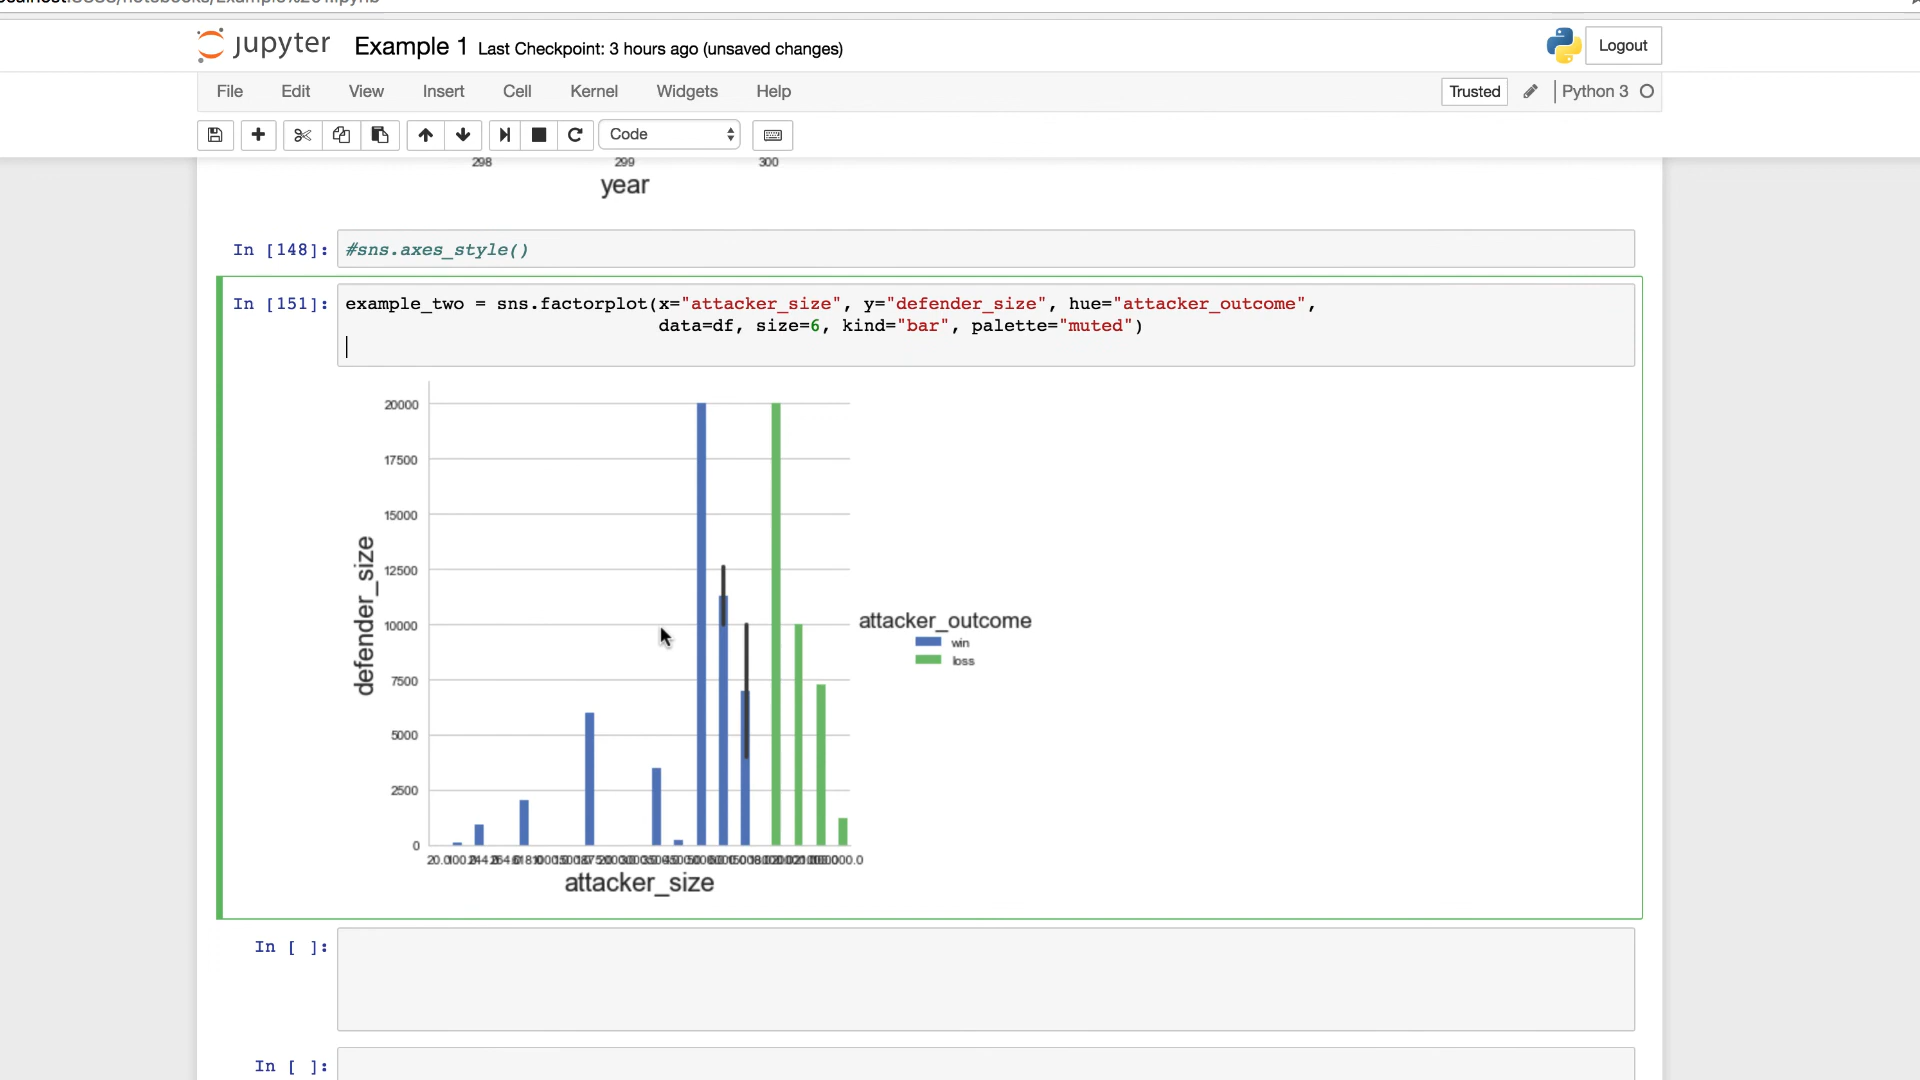 jupyter Example 1 Last Checkpoint: 3 hours ago (unsaved changes)
Logout
File Edit View Insert Cell Kernel Widgets Help
Trusted
Python 3
Code
298 299 300
year
In [148]: #sns.axes_style()
In [151]: example_two = sns.factorplot(x="attacker_size", y="defender_size", hue="attacker_outcome",
data=df, size=6, kind="bar", palette="muted")
20000
17500
15000
12500
10000
7500
5000
2500
0
defender_size
attacker_size
attacker_outcome
win
loss
In [ ]:
In [ ]: